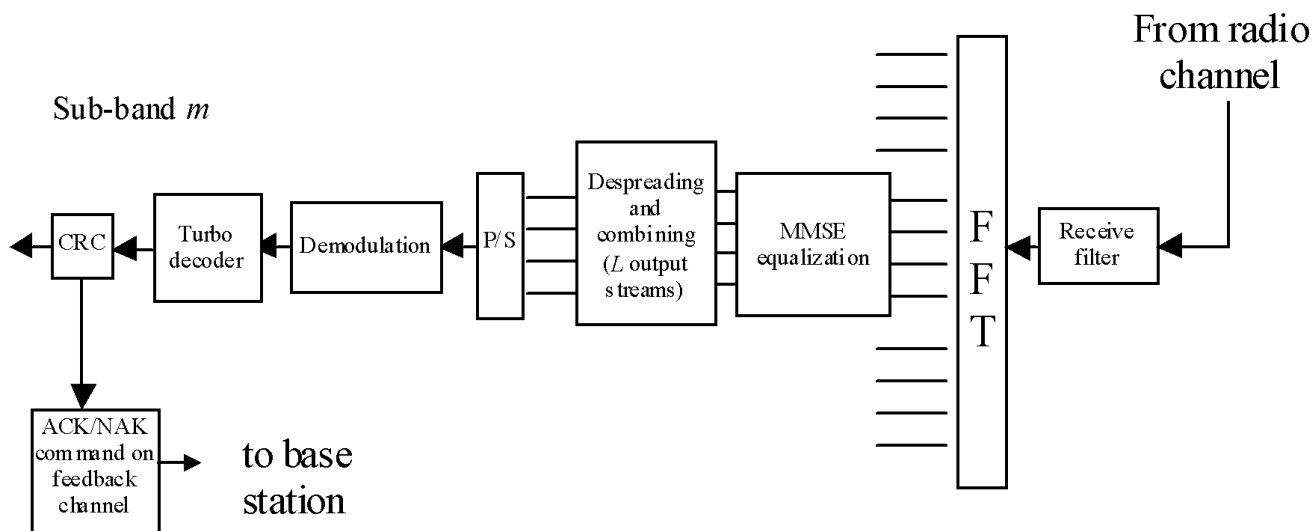 From radio
channel
Sub-band m
CRC
Turbo
decoder
Demodulation
P/S
Despreading
and
combining
(L output
streams)
MMSE
equalization
F
F
T
Receive
filter
ACK/NAK
command on
feedback
channel
to base
station